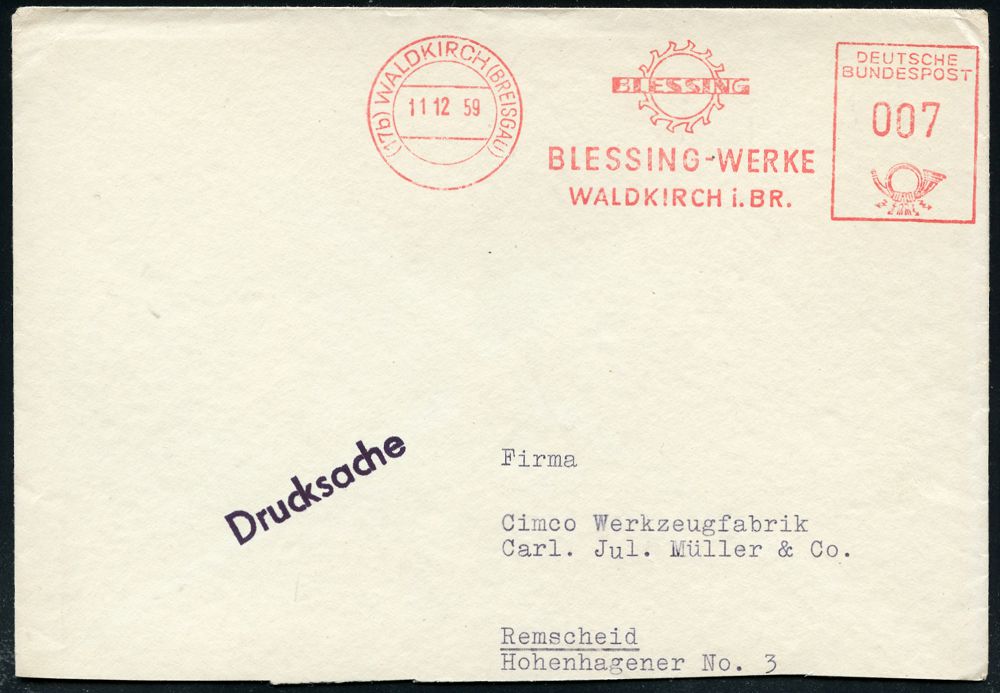 (17b) WALDKIRCH (BREISGAU)
11 12 59
BLESSING
BLESSING-WERKE
WALDKIRCH i. BR.
DEUTSCHE
BUNDESPOST
007
Drucksache
Firma
Cimco Werkzeugfabrik
Carl. Jul. Müller & Co.
Remscheid
Hohenhagener No. 3